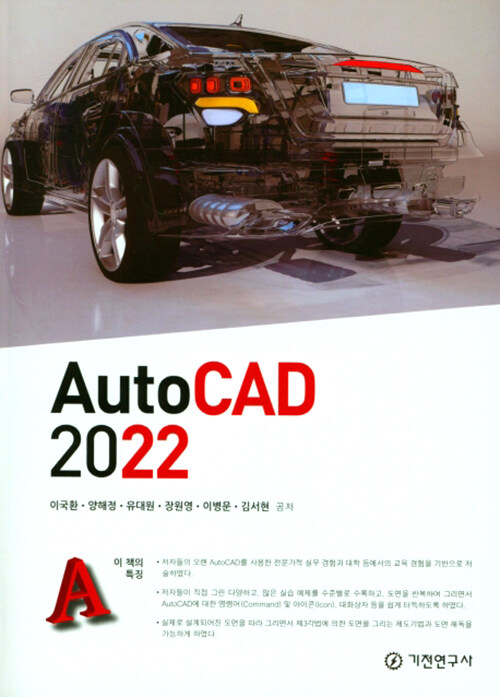 AutoCAD
2022
이국환・양해정・유대원・장원영・이병문・김서현 공저
이 책의
특징
• 저자들의 오랜 AutoCAD를 사용한 전문가적 실무 경험과 대학 등에서의 교육 경험을 기반으로 저
술하였다.
• 저자들이 직접 그린 다양하고, 많은 실습 예제를 수준별로 수록하고, 도면을 반복하여 그리면서
AutoCAD에 대한 명령어(Command) 및 아이콘(Icon), 대화상자 등을 쉽게 터득하도록 하였다.
• 실제로 설계되어진 도면을 따라 그리면서 제3각법에 의한 도면을 그리는 제도기법과 도면 해독을
가능하게 하였다.
A
기전연구사